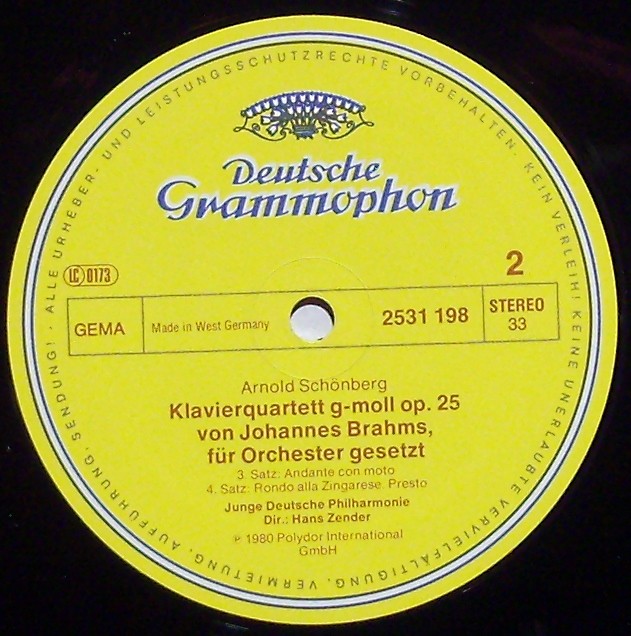 ALLE URHEBER- UND LEISTUNGSSCHUTZRECHTE VORBEHALTEN · KEIN VERLEIH! KEINE UNERLAUBTE VERVIELFÄLTIGUNG, VERMIETUNG, AUFFÜHRUNG, SENDUNG! ·
Deutsche
Grammophon
LC 0173
2
GEMA
Made in West Germany
2531 198
STEREO
33
Arnold Schönberg
Klavierquartett g-moll op. 25
von Johannes Brahms,
für Orchester gesetzt
3. Satz: Andante con moto
4. Satz: Rondo alla Zingarese. Presto
Junge Deutsche Philharmonie
Dir.: Hans Zender
℗ 1980 Polydor International
GmbH